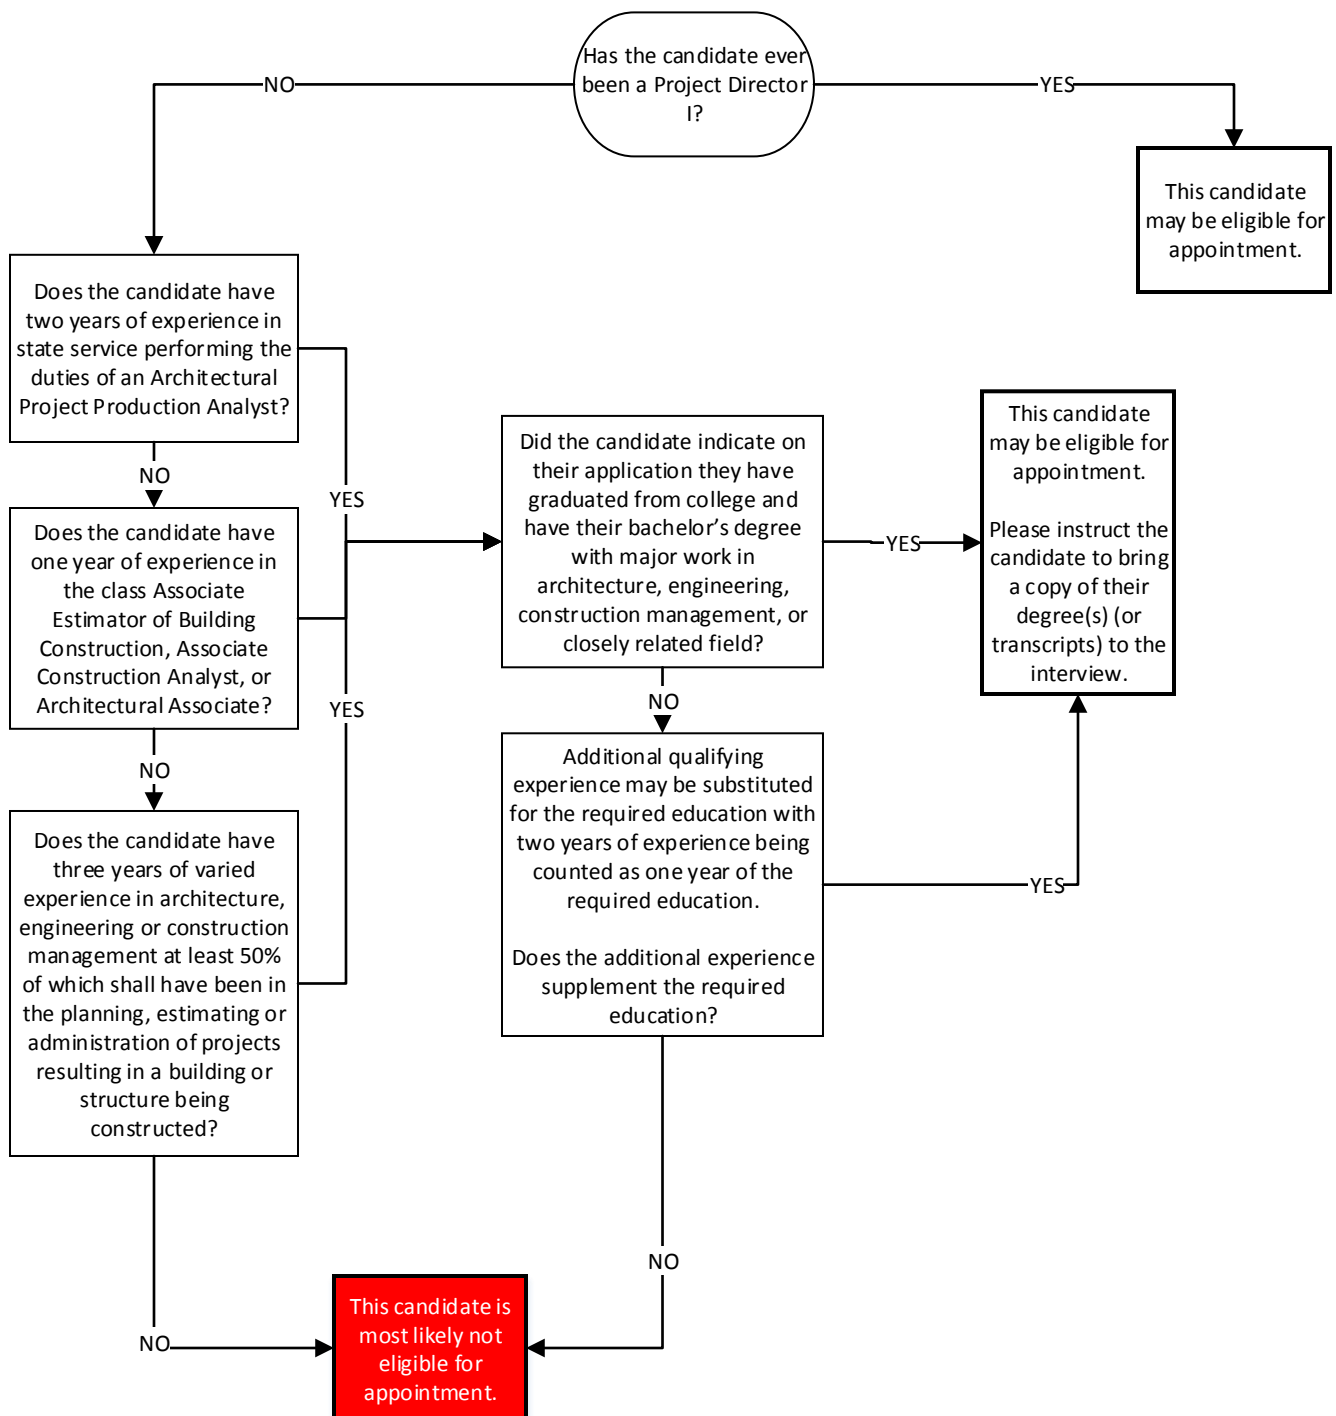 Has the candidate ever
been a Project Director
I?
NO
YES
This candidate
may be eligible for
appointment.
Does the candidate have
two years of experience in
state service performing the
duties of an Architectural
Project Production Analyst?
NO
YES
Does the candidate have
one year of experience in
the class Associate
Estimator of Building
Construction, Associate
Construction Analyst, or
Architectural Associate?
YES
NO
Does the candidate have
three years of varied
experience in architecture,
engineering or construction
management at least 50%
of which shall have been in
the planning, estimating or
administration of projects
resulting in a building or
structure being
constructed?
NO
Did the candidate indicate on
their application they have
graduated from college and
have their bachelor’s degree
with major work in
architecture, engineering,
construction management, or
closely related field?
YES
NO
This candidate
may be eligible for
appointment.
Please instruct the
candidate to bring
a copy of their
degree(s) (or
transcripts) to the
interview.
Additional qualifying
experience may be substituted
for the required education with
two years of experience being
counted as one year of the
required education.
Does the additional experience
supplement the required
education?
YES
NO
This candidate is
most likely not
eligible for
appointment.